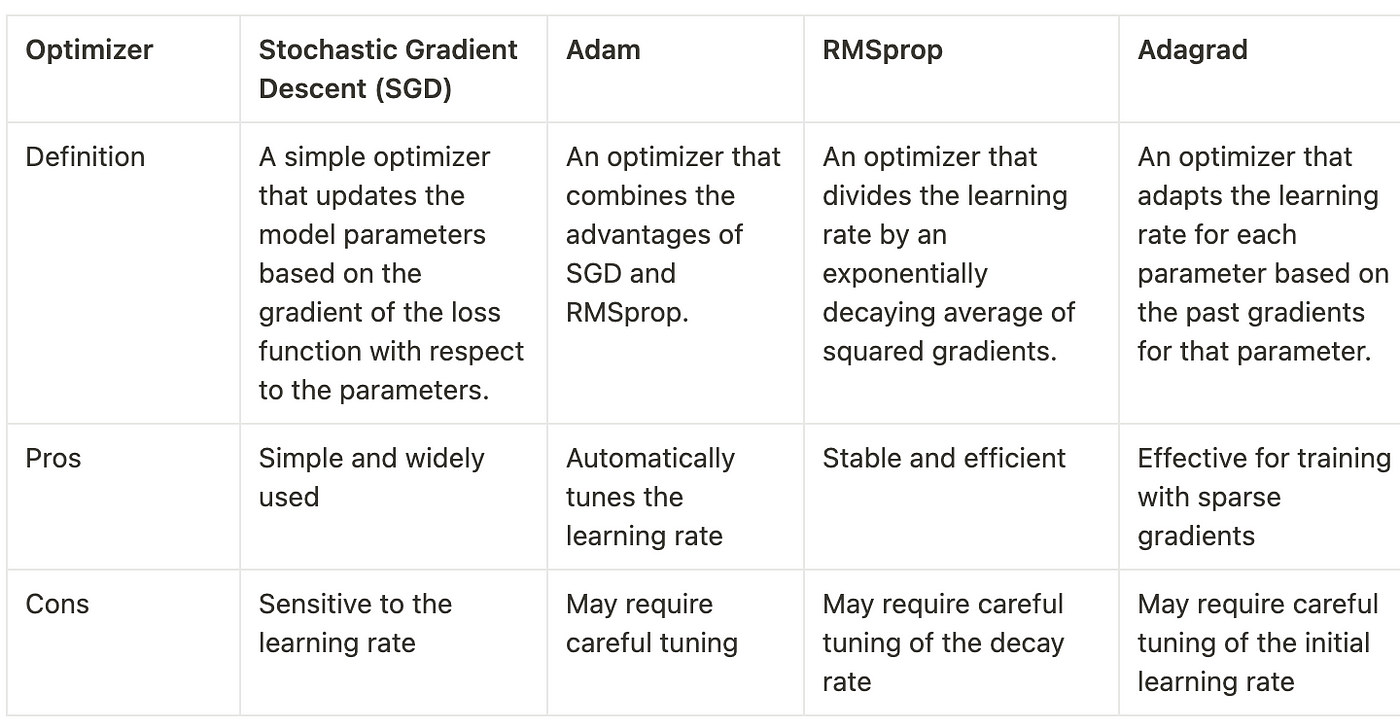 Optimizer
Stochastic Gradient
Descent (SGD)
Adam
RMSprop
Adagrad
Definition
A simple optimizer
that updates the
model parameters
based on the
gradient of the loss
function with respect
to the parameters.
An optimizer that
combines the
advantages of
SGD and
RMSprop.
An optimizer that
divides the learning
rate by an
exponentially
decaying average of
squared gradients.
An optimizer that
adapts the learning
rate for each
parameter based on
the past gradients
for that parameter.
Pros
Simple and widely
used
Automatically
tunes the
learning rate
Stable and efficient
Effective for training
with sparse
gradients
Cons
Sensitive to the
learning rate
May require
careful tuning
May require careful
tuning of the decay
rate
May require careful
tuning of the initial
learning rate